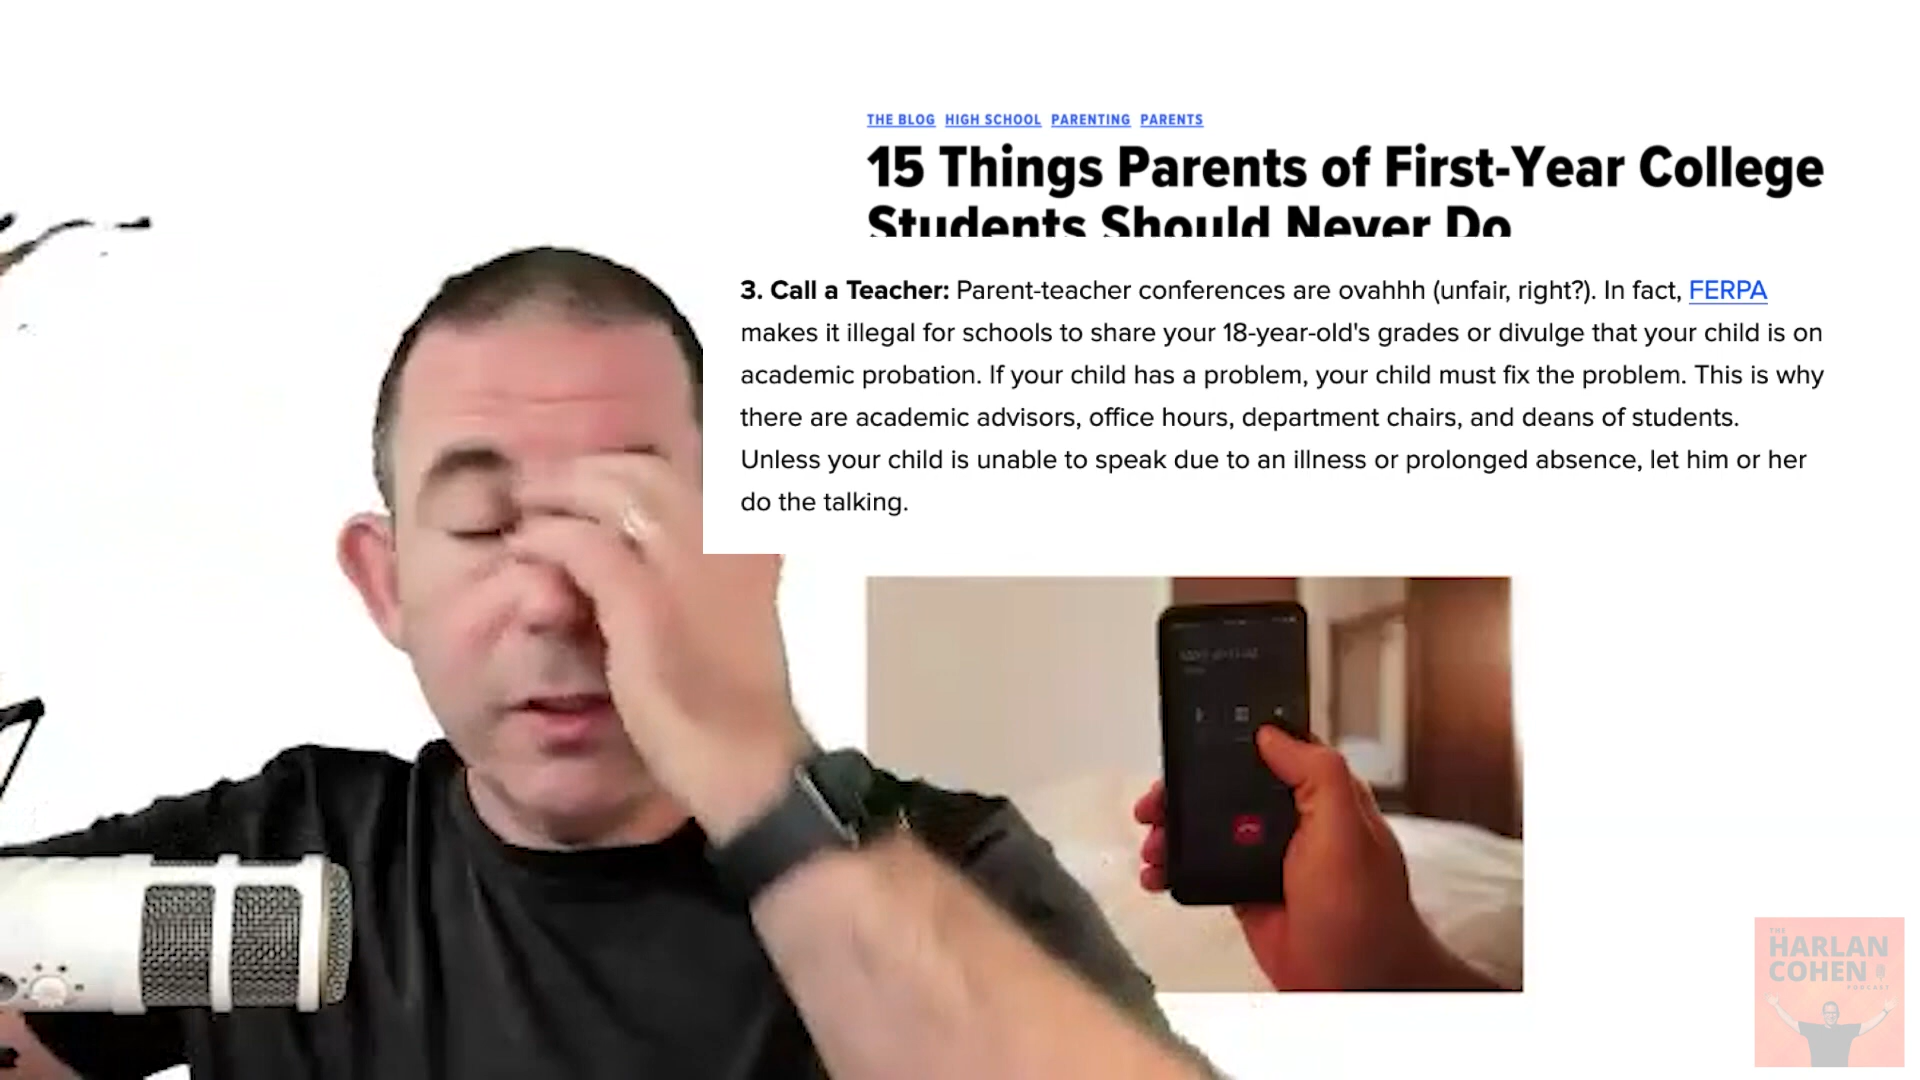 THE BLOG HIGH SCHOOL PARENTING PARENTS
15 Things Parents of First-Year College
Students Should Never Do
3. Call a Teacher: Parent-teacher conferences are ovahhh (unfair, right?). In fact, FERPA
makes it illegal for schools to share your 18-year-old's grades or divulge that your child is on
academic probation. If your child has a problem, your child must fix the problem. This is why
there are academic advisors, office hours, department chairs, and deans of students.
Unless your child is unable to speak due to an illness or prolonged absence, let him or her
do the talking.
THE
HARLAN
COHEN
PODCAST